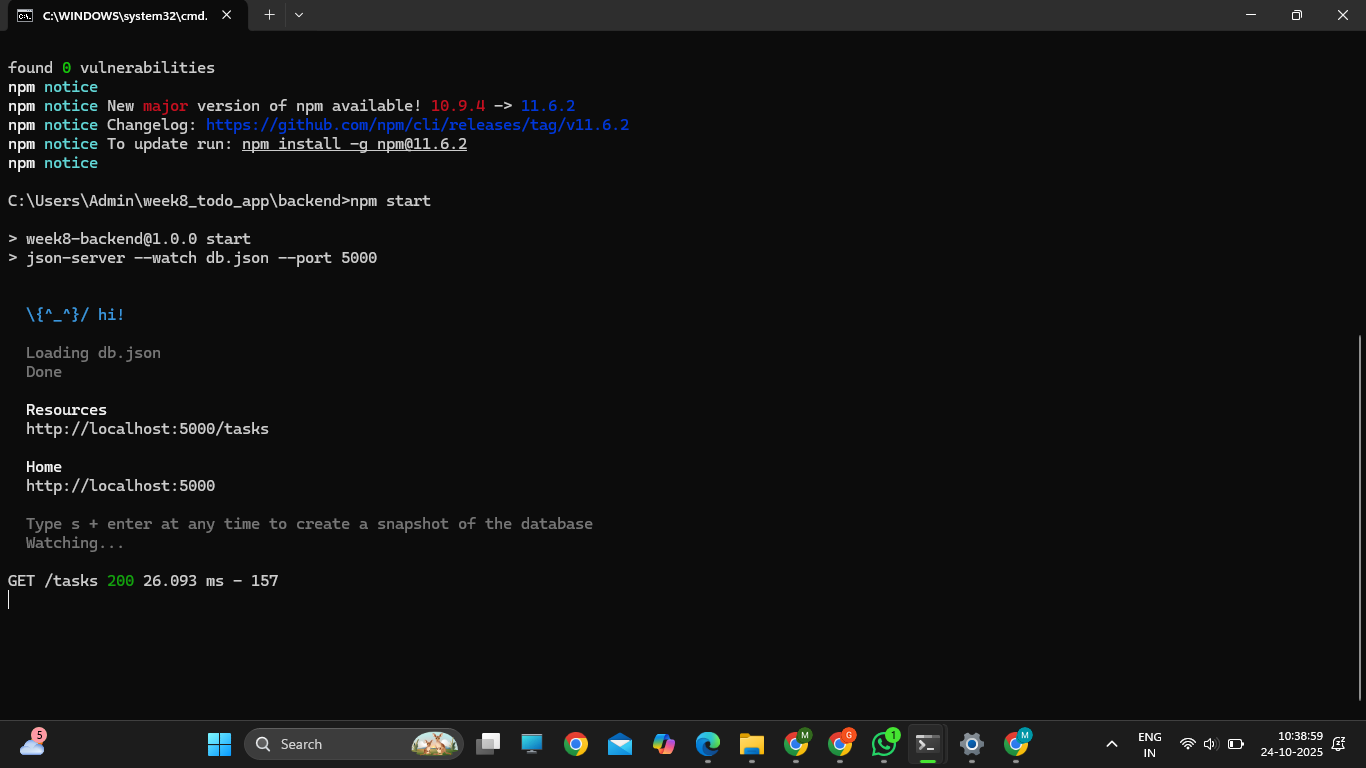 C:\WINDOWS\system32\cmd.
found 0 vulnerabilities
npm notice
npm notice New major version of npm available! 10.9.4 -> 11.6.2
npm notice Changelog: https://github.com/npm/cli/releases/tag/v11.6.2
npm notice To update run: npm install -g npm@11.6.2
npm notice
C:\Users\Admin\week8_todo_app\backend>npm start
> week8-backend@1.0.0 start
> json-server --watch db.json --port 5000
\{^_^}/ hi!
Loading db.json
Done
Resources
http://localhost:5000/tasks
Home
http://localhost:5000
Type s + enter at any time to create a snapshot of the database
Watching...
GET /tasks 200 26.093 ms - 157
5
Search
M
G
1
M
ENG
IN
10:38:59
24-10-2025